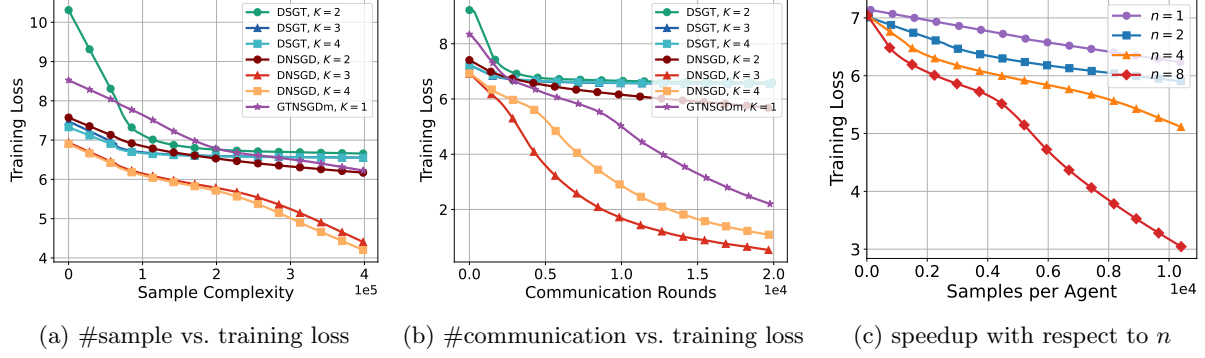 Training Loss
10
9
8
7
6
5
4
0
1
2
3
4
1e5
Sample Complexity
DSGT, K = 2
DSGT, K = 3
DSGT, K = 4
DNSGD, K = 2
DNSGD, K = 3
DNSGD, K = 4
GTNSGDm, K = 1
(a) #sample vs. training loss
Training Loss
8
6
4
2
0.0
0.5
1.0
1.5
2.0
1e4
Communication Rounds
DSGT, K = 2
DSGT, K = 3
DSGT, K = 4
DNSGD, K = 2
DNSGD, K = 3
DNSGD, K = 4
GTNSGDm, K = 1
(b) #communication vs. training loss
Training Loss
7
6
5
4
3
0.0
0.2
0.4
0.6
0.8
1.0
1e4
Samples per Agent
n = 1
n = 2
n = 4
n = 8
(c) speedup with respect to n